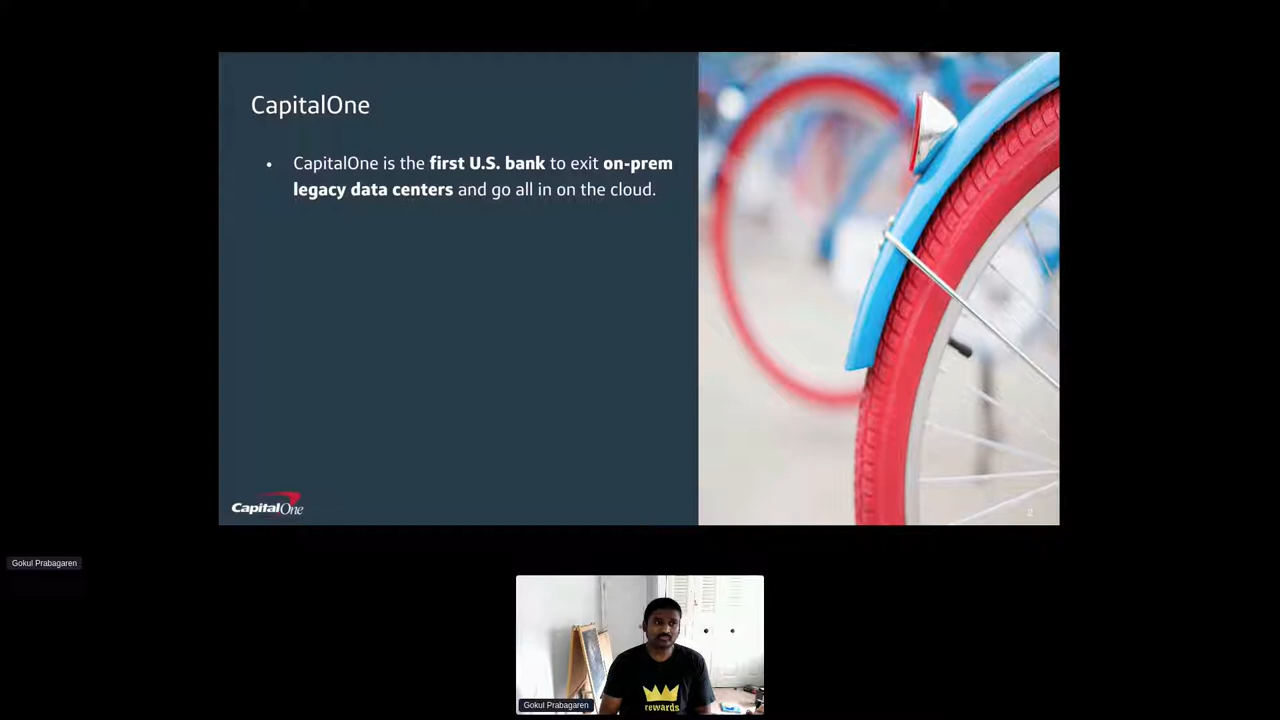 CapitalOne
• CapitalOne is the first U.S. bank to exit on-prem
legacy data centers and go all in on the cloud.
CapitalOne
2
Gokul Prabagaren
rewards
Gokul Prabagaren